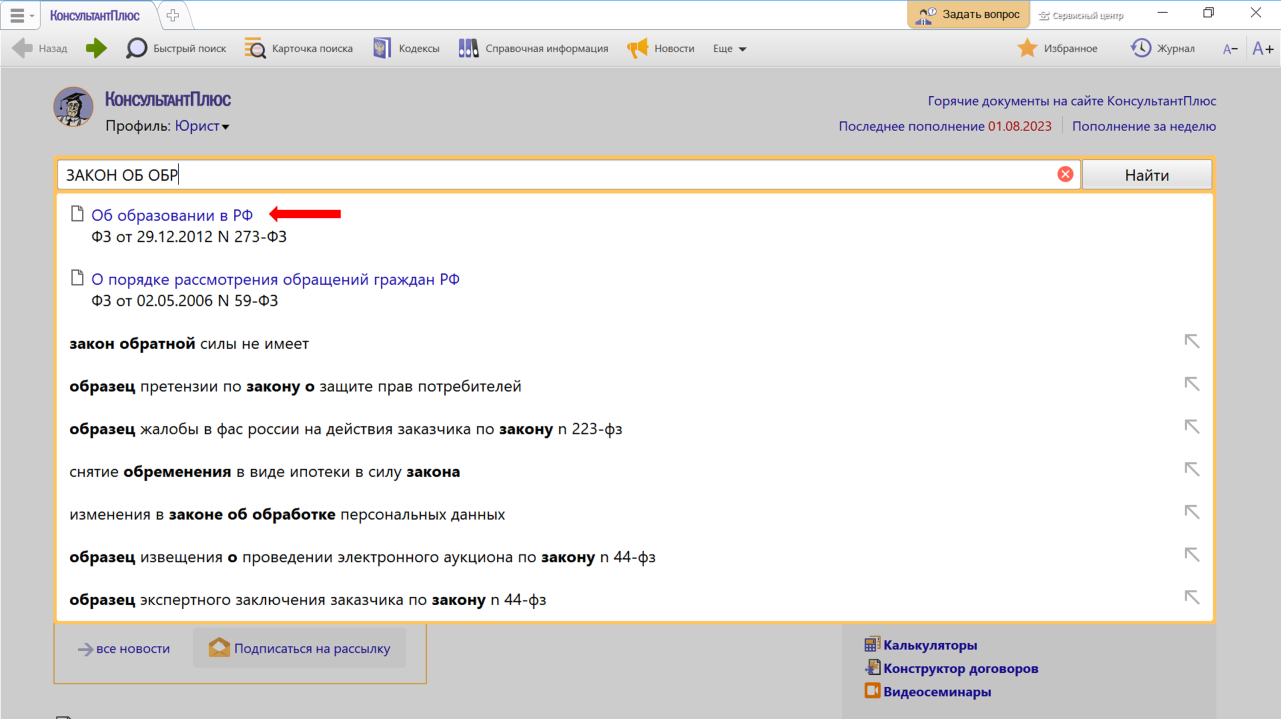 КонсультантПлюс
Задать вопрос
Сервисный центр
Назад
Быстрый поиск
Карточка поиска
Кодексы
Справочная информация
Новости
Еще
Избранное
Журнал
А−
А+
КонсультантПлюс
Горячие документы на сайте КонсультантПлюс
Профиль: Юрист
Последнее пополнение 01.08.2023
Пополнение за неделю
ЗАКОН ОБ ОБР
Найти
Об образовании в РФ
ФЗ от 29.12.2012 N 273-ФЗ
О порядке рассмотрения обращений граждан РФ
ФЗ от 02.05.2006 N 59-ФЗ
закон обратной силы не имеет
образец претензии по закону о защите прав потребителей
образец жалобы в фас россии на действия заказчика по закону n 223-фз
снятие обременения в виде ипотеки в силу закона
изменения в законе об обработке персональных данных
образец извещения о проведении электронного аукциона по закону n 44-фз
образец экспертного заключения заказчика по закону n 44-фз
все новости
Подписаться на рассылку
Калькуляторы
Конструктор договоров
Видеосеминары